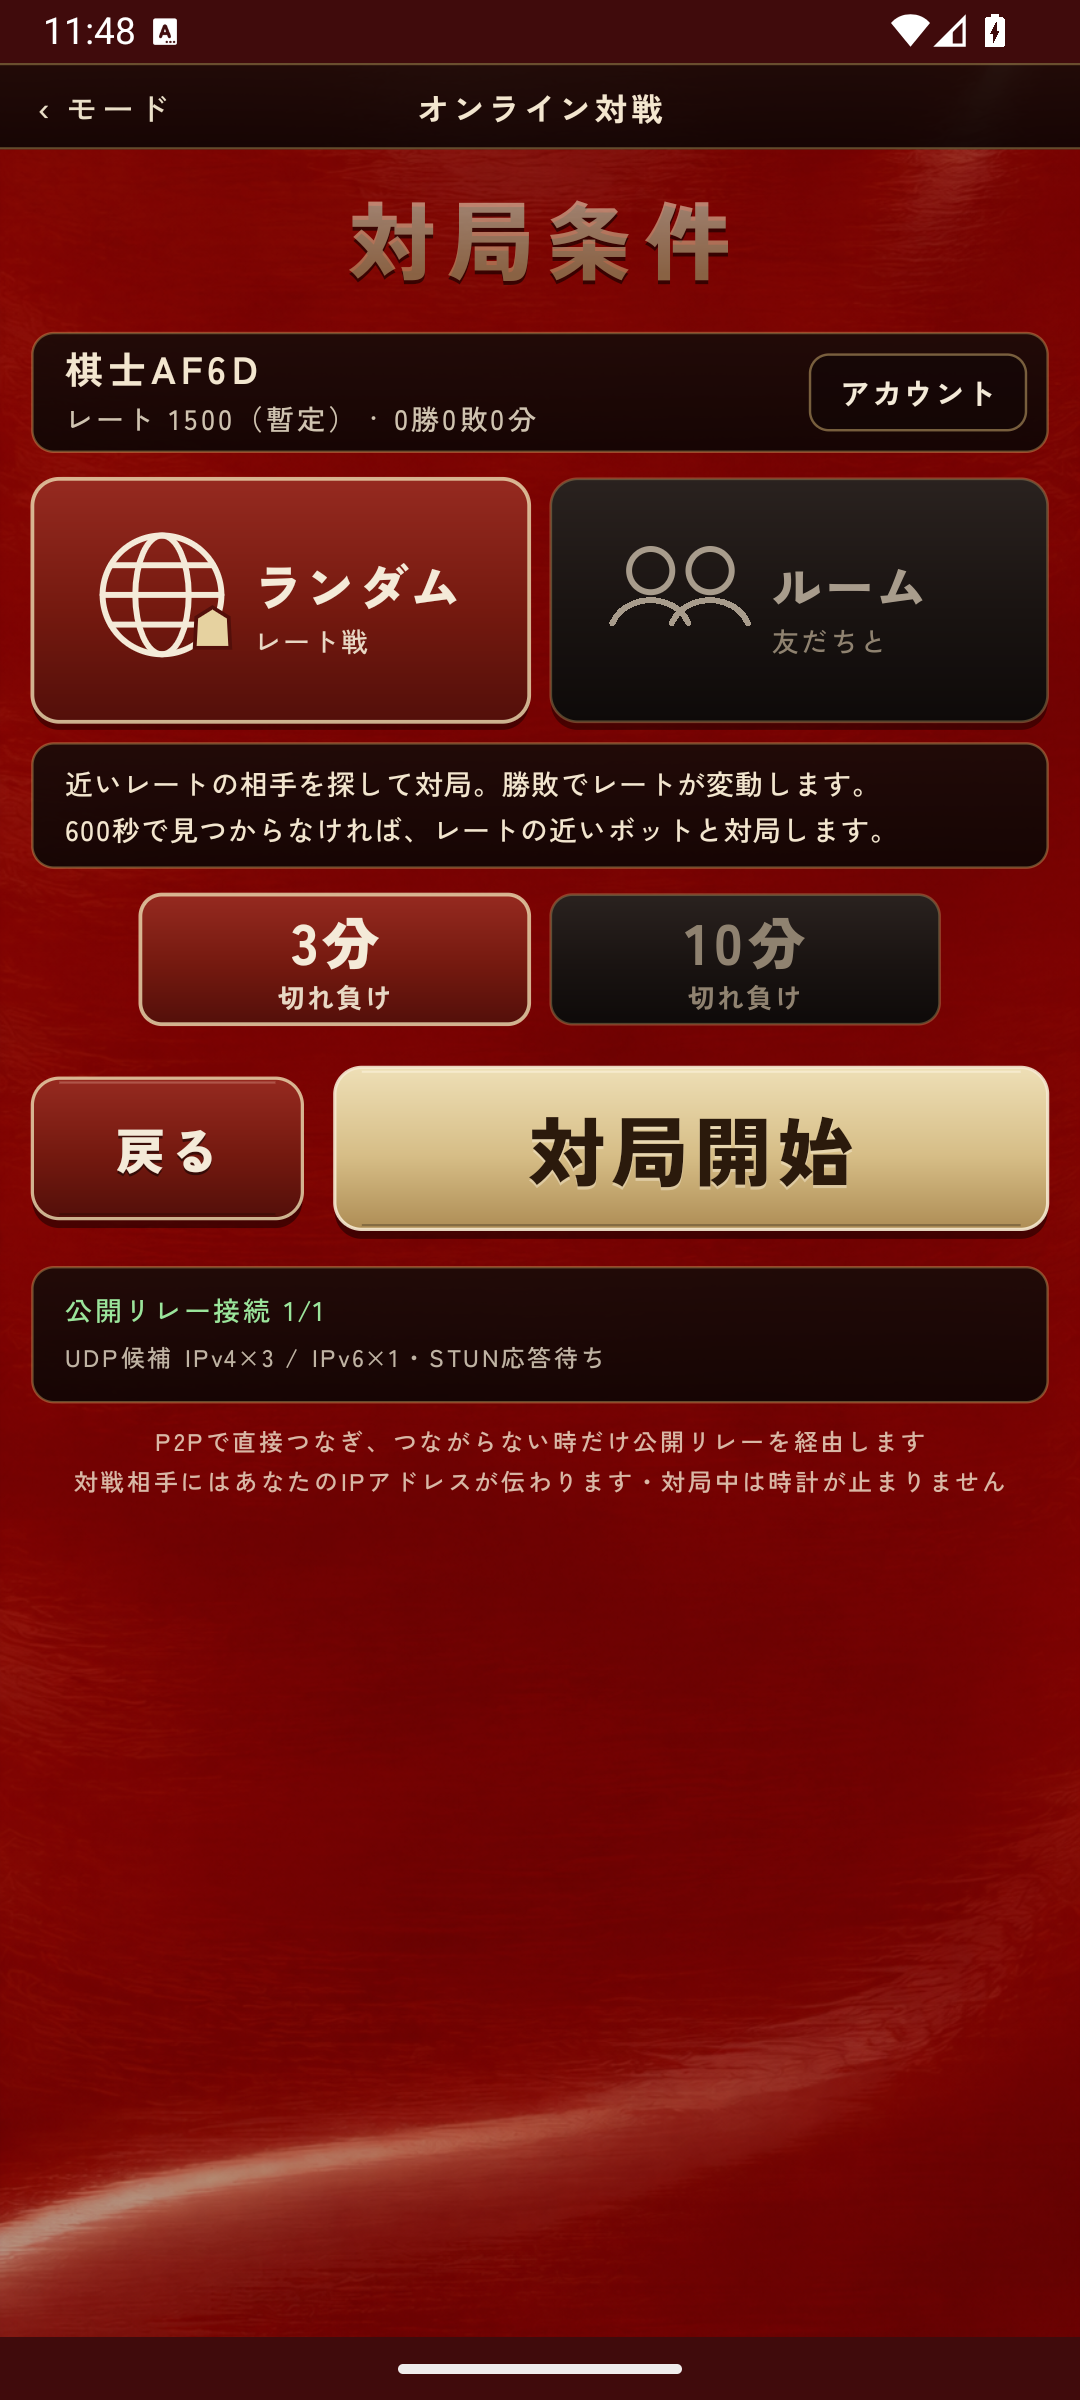 11:48
‹ モード
オンライン対戦
対局条件
棋士AF6D
レート 1500（暫定） · 0勝0敗0分
アカウント
ランダム
レート戦
ルーム
友だちと
近いレートの相手を探して対局。勝敗でレートが変動します。
600秒で見つからなければ、レートの近いボットと対局します。
3分
切れ負け
10分
切れ負け
戻る
対局開始
公開リレー接続 1/1
UDP候補 IPv4×3 / IPv6×1・STUN応答待ち
P2Pで直接つなぎ、つながらない時だけ公開リレーを経由します
対戦相手にはあなたのIPアドレスが伝わります・対局中は時計が止まりません